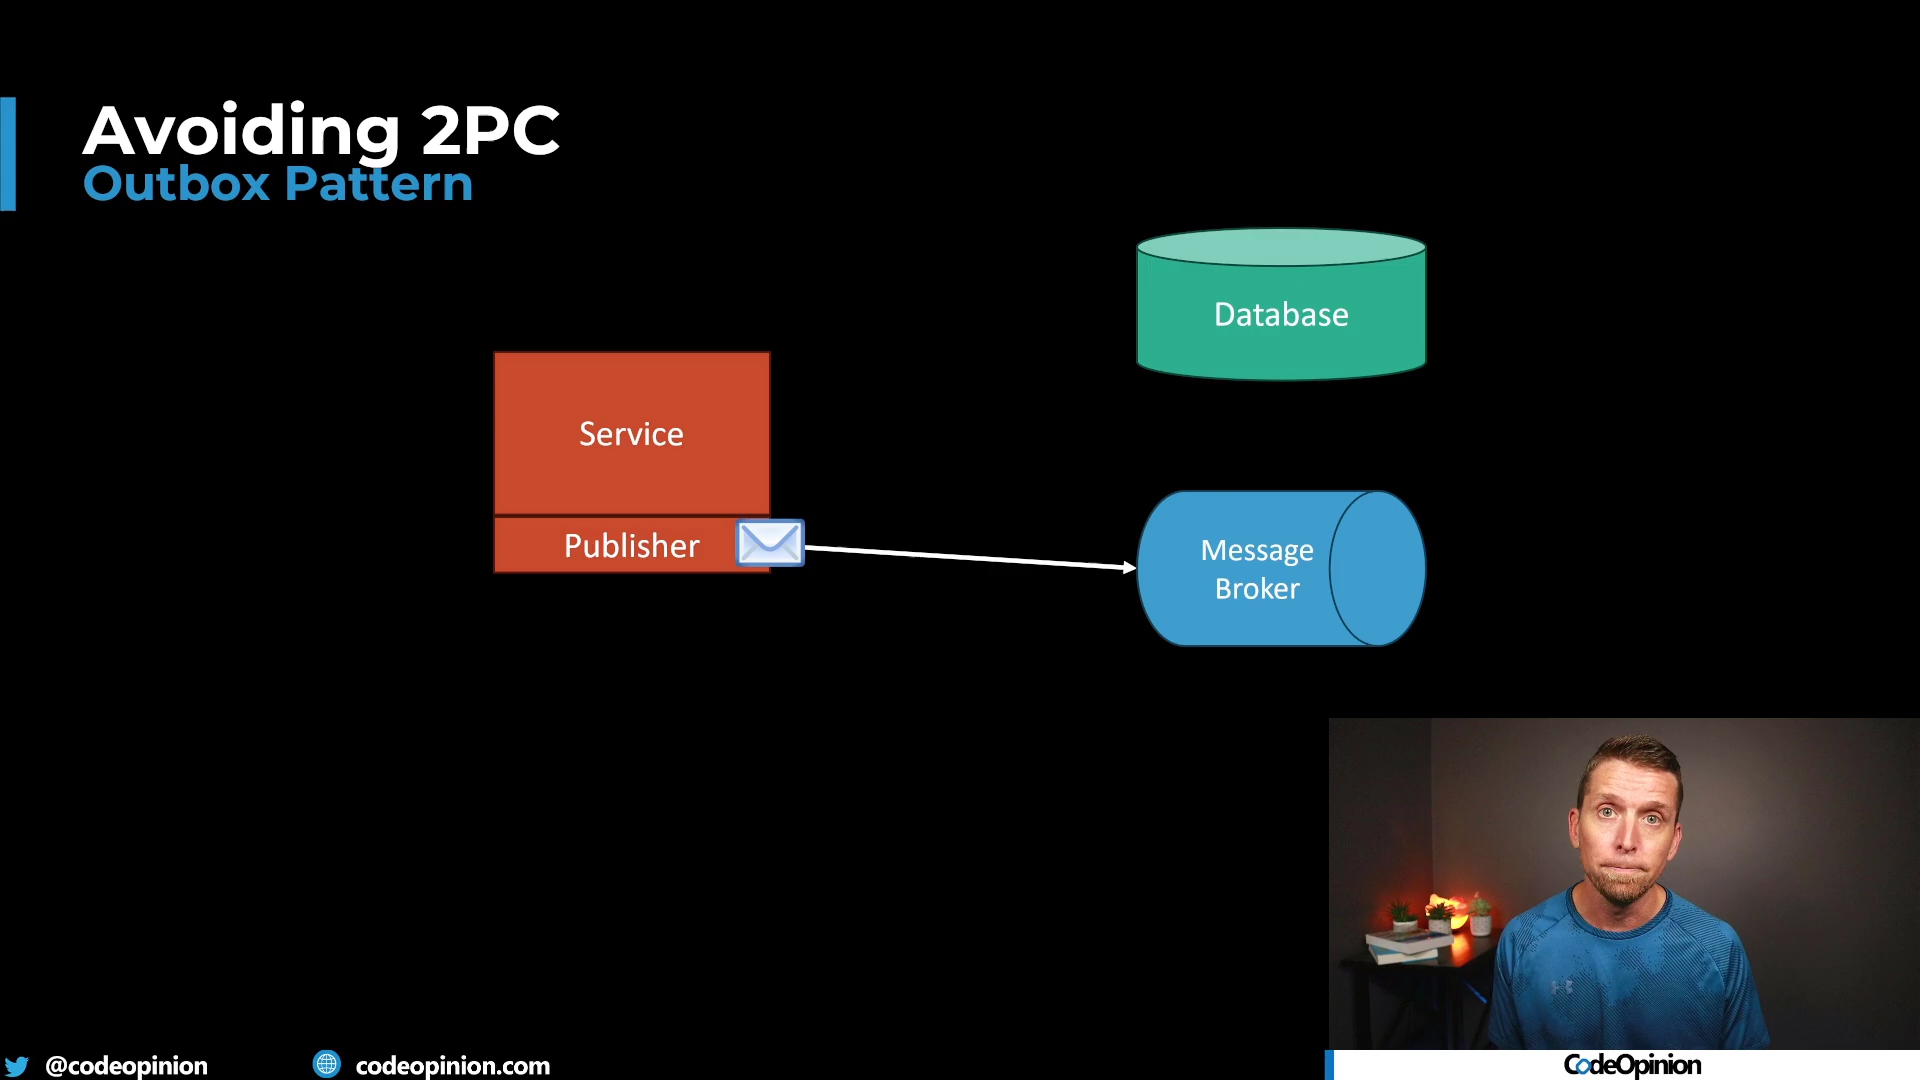 Avoiding 2PC
Outbox Pattern
Database
Service
Publisher
Message
Broker
@codeopinion
codeopinion.com
CodeOpinion